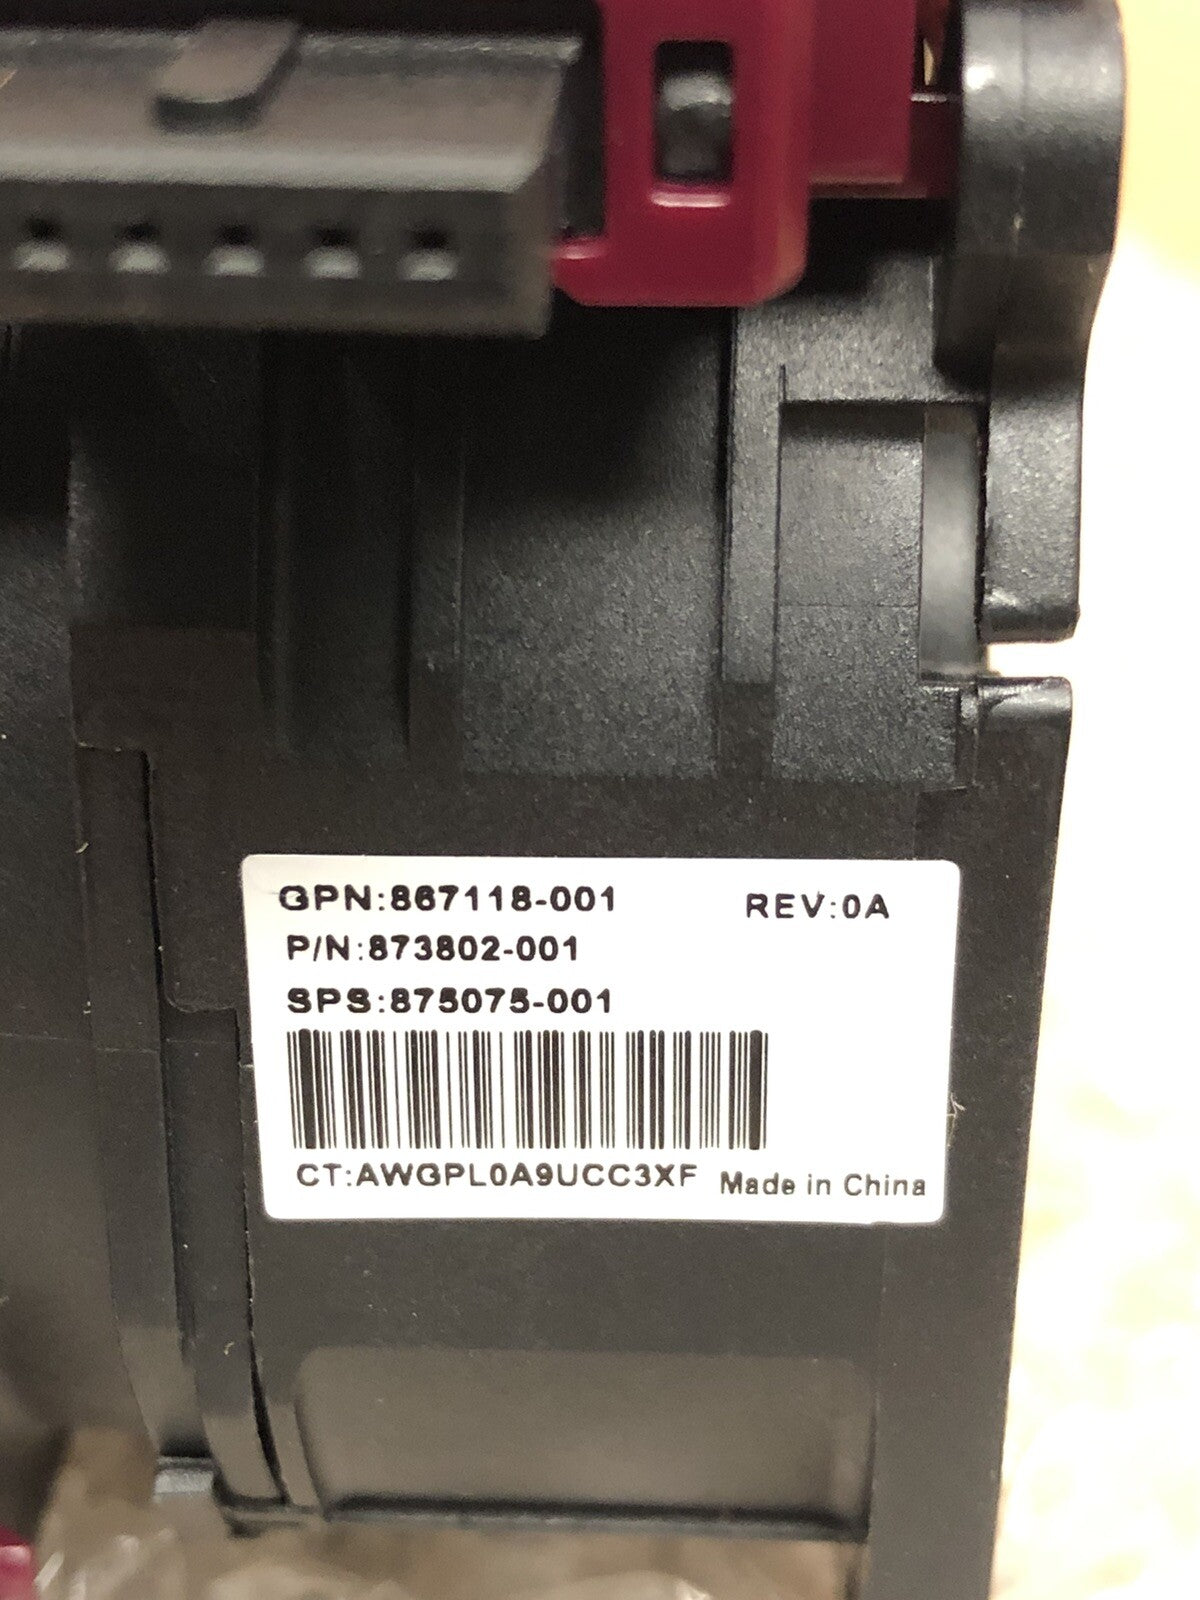 GPN:867118-001 REV:0A
P/N:873802-001
SPS:875075-001
CT:AWGPL0A9UCC3XF Made in China